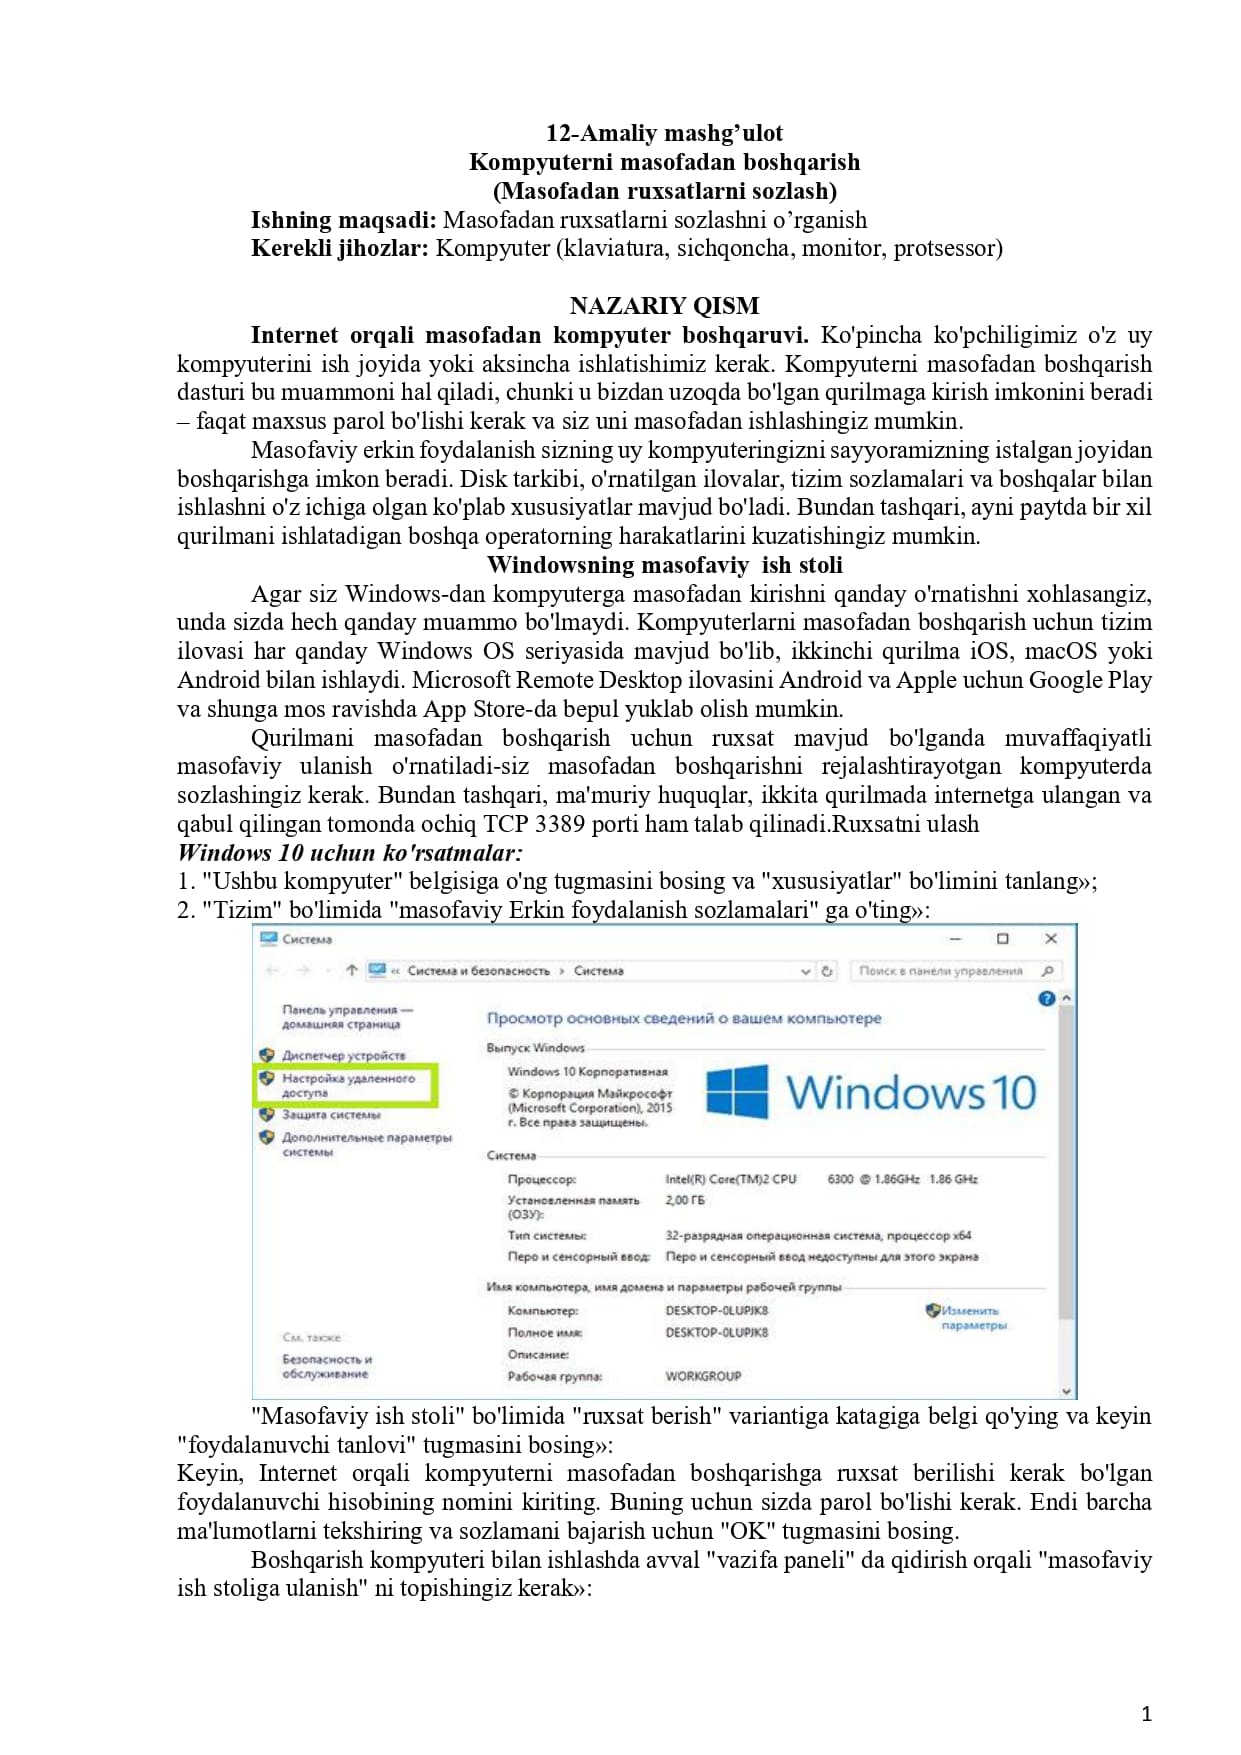 12-Amaliy mashg’ulot
Kompyuterni masofadan boshqarish
(Masofadan ruxsatlarni sozlash)
Ishning maqsadi: Masofadan ruxsatlarni sozlashni o’rganish
Kerekli jihozlar: Kompyuter (klaviatura, sichqoncha, monitor, protsessor)
NAZARIY QISM
Internet orqali masofadan kompyuter boshqaruvi. Ko'pincha ko'pchiligimiz o'z uy
kompyuterini ish joyida yoki aksincha ishlatishimiz kerak. Kompyuterni masofadan boshqarish
dasturi bu muammoni hal qiladi, chunki u bizdan uzoqda bo'lgan qurilmaga kirish imkonini beradi
– faqat maxsus parol bo'lishi kerak va siz uni masofadan ishlashingiz mumkin.
Masofaviy erkin foydalanish sizning uy kompyuteringizni sayyoramizning istalgan joyidan
boshqarishga imkon beradi. Disk tarkibi, o'rnatilgan ilovalar, tizim sozlamalari va boshqalar bilan
ishlashni o'z ichiga olgan ko'plab xususiyatlar mavjud bo'ladi. Bundan tashqari, ayni paytda bir xil
qurilmani ishlatadigan boshqa operatorning harakatlarini kuzatishingiz mumkin.
Windowsning masofaviy ish stoli
Agar siz Windows-dan kompyuterga masofadan kirishni qanday o'rnatishni xohlasangiz,
unda sizda hech qanday muammo bo'lmaydi. Kompyuterlarni masofadan boshqarish uchun tizim
ilovasi har qanday Windows OS seriyasida mavjud bo'lib, ikkinchi qurilma iOS, macOS yoki
Android bilan ishlaydi. Microsoft Remote Desktop ilovasini Android va Apple uchun Google Play
va shunga mos ravishda App Store-da bepul yuklab olish mumkin.
Qurilmani masofadan boshqarish uchun ruxsat mavjud bo'lganda muvaffaqiyatli
masofaviy ulanish o'rnatiladi-siz masofadan boshqarishni rejalashtirayotgan kompyuterda
sozlashingiz kerak. Bundan tashqari, ma'muriy huquqlar, ikkita qurilmada internetga ulangan va
qabul qilingan tomonda ochiq TCP 3389 porti ham talab qilinadi.Ruxsatni ulash
Windows 10 uchun ko'rsatmalar:
1. "Ushbu kompyuter" belgisiga o'ng tugmasini bosing va "xususiyatlar" bo'limini tanlang»;
2. "Tizim" bo'limida "masofaviy Erkin foydalanish sozlamalari" ga o'ting»:
Система
« Система и безопасность › Система
Поиск в панели управления
Панель управления —
домашняя страница
Диспетчер устройств
Настройка удаленного
доступа
Защита системы
Дополнительные параметры
системы
Просмотр основных сведений о вашем компьютере
Выпуск Windows
Windows 10 Корпоративная
© Корпорация Майкрософт
(Microsoft Corporation), 2015
г. Все права защищены.
Windows 10
Система
Процессор: Intel(R) Core(TM)2 CPU 6300 @ 1.86GHz 1.86 GHz
Установленная память 2,00 ГБ
(ОЗУ):
Тип системы: 32-разрядная операционная система, процессор x64
Перо и сенсорный ввод: Перо и сенсорный ввод недоступны для этого экрана
Имя компьютера, имя домена и параметры рабочей группы
Компьютер: DESKTOP-0LUPJK8
Изменить
параметры
Полное имя: DESKTOP-0LUPJK8
Описание:
Рабочая группа: WORKGROUP
См. также
Безопасность и
обслуживание
"Masofaviy ish stoli" bo'limida "ruxsat berish" variantiga katagiga belgi qo'ying va keyin
"foydalanuvchi tanlovi" tugmasini bosing»:
Keyin, Internet orqali kompyuterni masofadan boshqarishga ruxsat berilishi kerak bo'lgan
foydalanuvchi hisobining nomini kiriting. Buning uchun sizda parol bo'lishi kerak. Endi barcha
ma'lumotlarni tekshiring va sozlamani bajarish uchun "OK" tugmasini bosing.
Boshqarish kompyuteri bilan ishlashda avval "vazifa paneli" da qidirish orqali "masofaviy
ish stoliga ulanish" ni topishingiz kerak»:
1